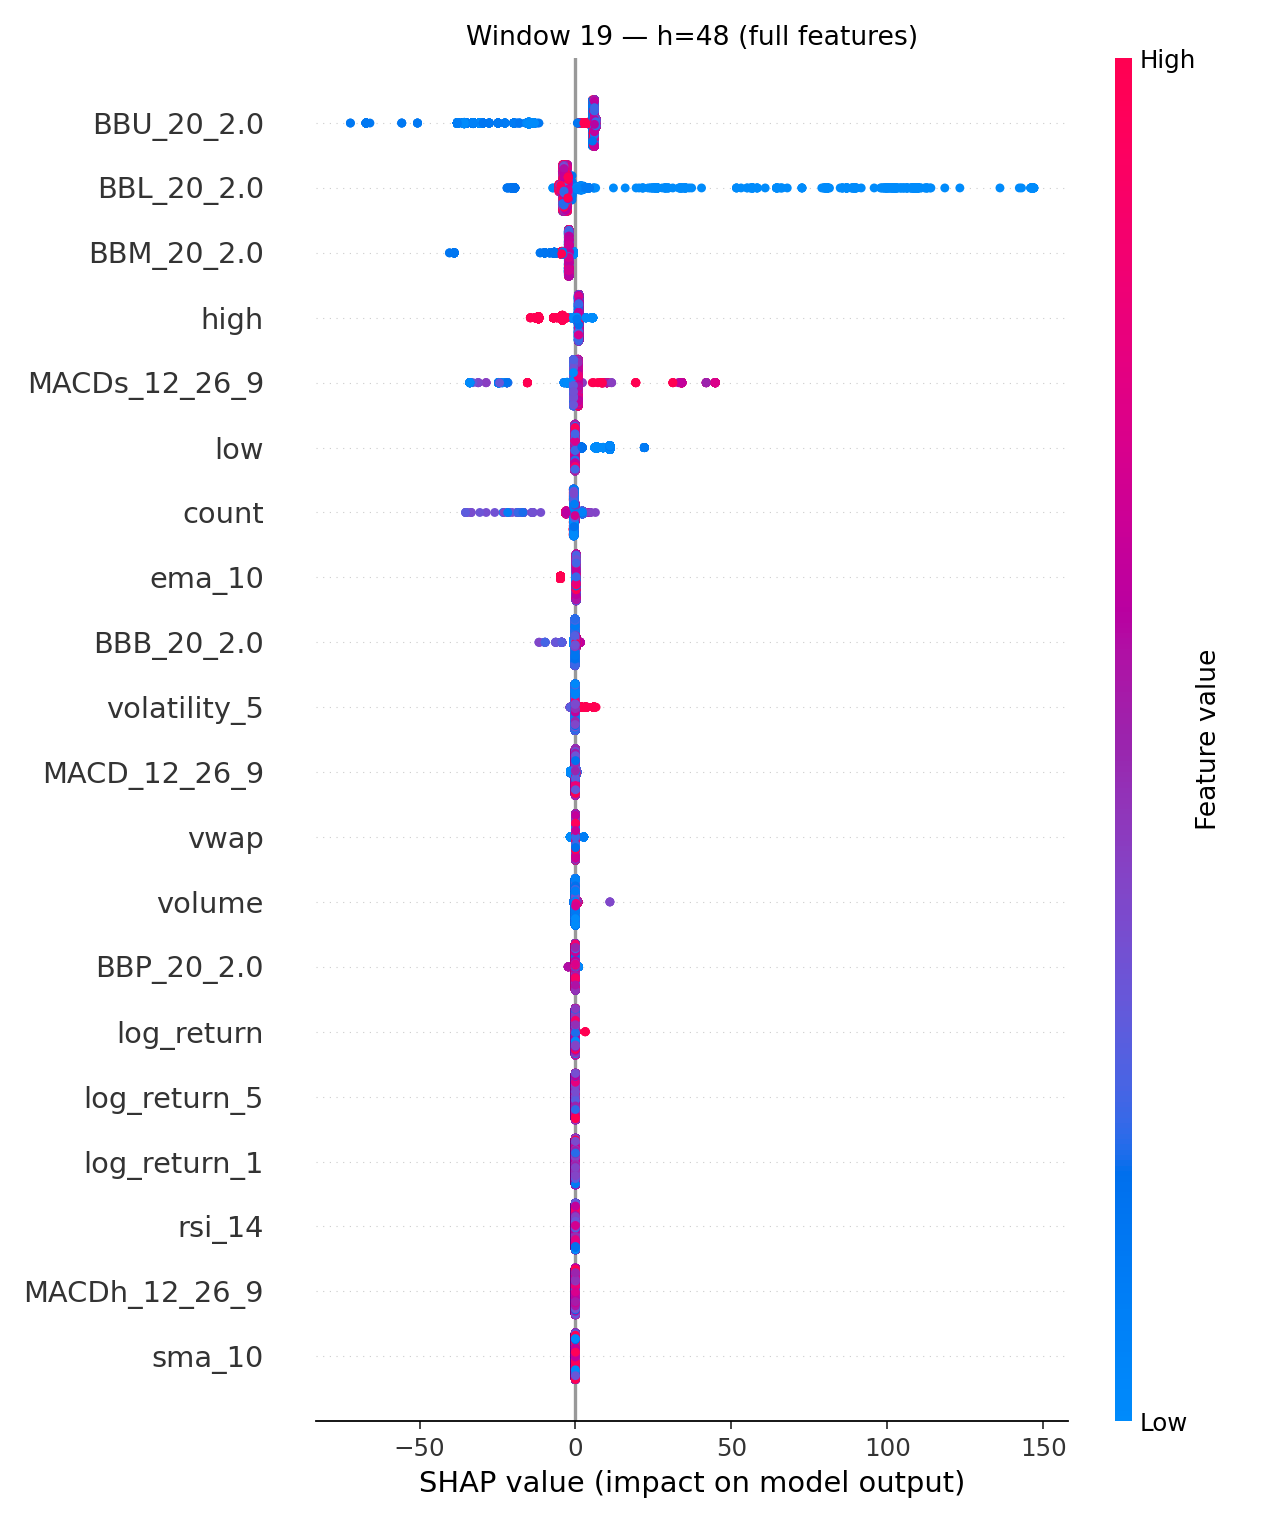 Window 19 — h=48 (full features)
High
BBU_20_2.0
BBL_20_2.0
BBM_20_2.0
high
MACDs_12_26_9
low
count
ema_10
BBB_20_2.0
volatility_5
MACD_12_26_9
vwap
volume
BBP_20_2.0
log_return
log_return_5
log_return_1
rsi_14
MACDh_12_26_9
sma_10
Feature value
Low
−50 0 50 100 150
SHAP value (impact on model output)